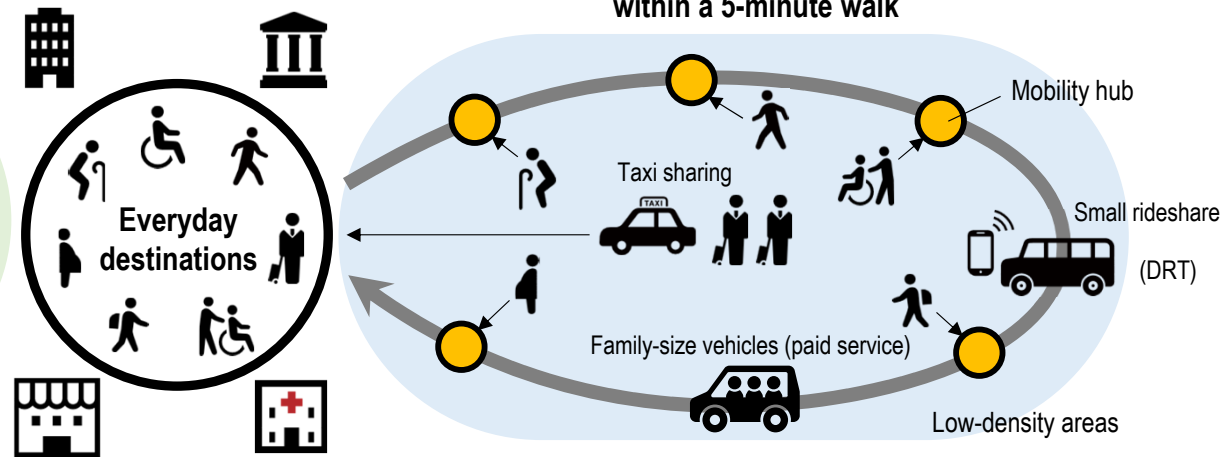 within a 5-minute walk
Mobility hub
Taxi sharing
TAXI
Small rideshare
(DRT)
Everyday
destinations
Family-size vehicles (paid service)
Low-density areas